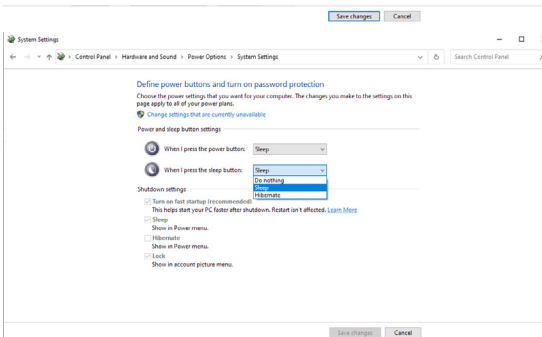 Save changes Cancel
System Settings
Control Panel > Hardware and Sound > Power Options > System Settings
Search Control Panel
Define power buttons and turn on password protection
Choose the power settings that you want for your computer. The changes you make to the settings on this
page apply to all of your power plans.
Change settings that are currently unavailable
Power and sleep button settings
When I press the power button: Sleep
When I press the sleep button: Sleep
Do nothing
Sleep
Hibernate
Shutdown settings
Turn on fast startup (recommended)
This helps start your PC faster after shutdown. Restart isn't affected. Learn More
Sleep
Show in Power menu.
Hibernate
Show in Power menu.
Lock
Show in account picture menu.
Save changes Cancel